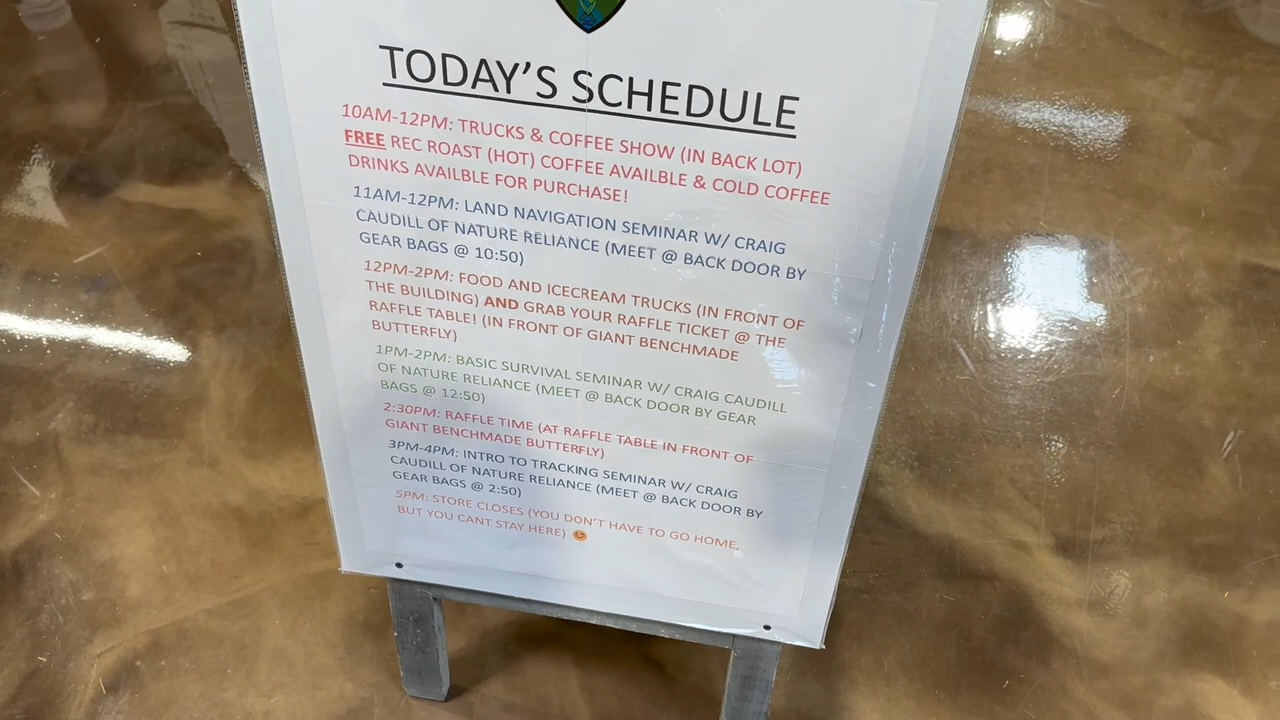 TODAY'S SCHEDULE
10AM-12PM: TRUCKS & COFFEE SHOW (IN BACK LOT)
FREE REC ROAST (HOT) COFFEE AVAILBLE & COLD COFFEE
DRINKS AVAILBLE FOR PURCHASE!
11AM-12PM: LAND NAVIGATION SEMINAR W/ CRAIG
CAUDILL OF NATURE RELIANCE (MEET @ BACK DOOR BY
GEAR BAGS @ 10:50)
12PM-2PM: FOOD AND ICECREAM TRUCKS (IN FRONT OF
THE BUILDING) AND GRAB YOUR RAFFLE TICKET @ THE
RAFFLE TABLE! (IN FRONT OF GIANT BENCHMADE
BUTTERFLY)
1PM-2PM: BASIC SURVIVAL SEMINAR W/ CRAIG CAUDILL
OF NATURE RELIANCE (MEET @ BACK DOOR BY GEAR
BAGS @ 12:50)
2:30PM: RAFFLE TIME (AT RAFFLE TABLE IN FRONT OF
GIANT BENCHMADE BUTTERFLY)
3PM-4PM: INTRO TO TRACKING SEMINAR W/ CRAIG
CAUDILL OF NATURE RELIANCE (MEET @ BACK DOOR BY
GEAR BAGS @ 2:50)
5PM: STORE CLOSES (YOU DON'T HAVE TO GO HOME,
BUT YOU CANT STAY HERE) 😊